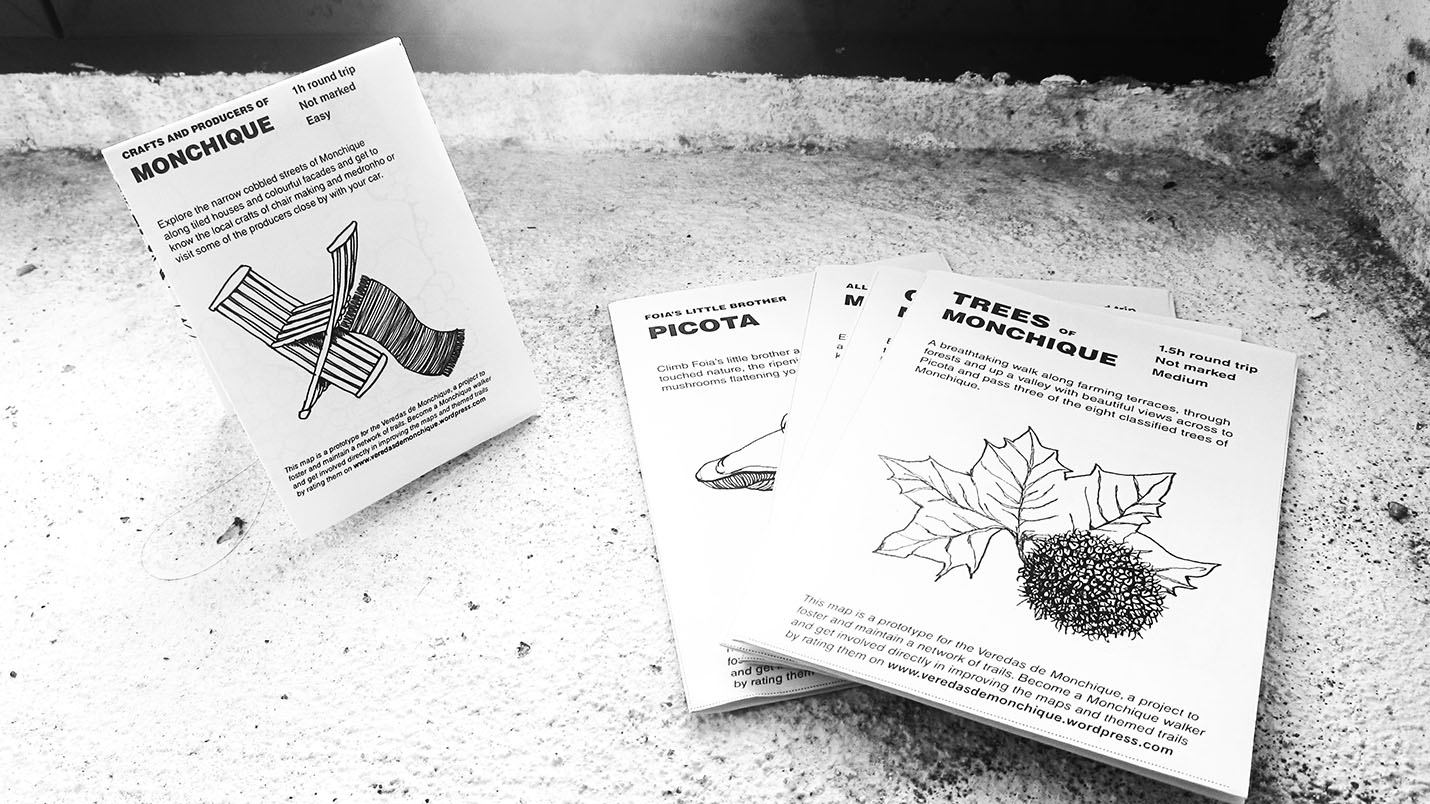 CRAFTS AND PRODUCERS OF
MONCHIQUE
1h round trip
Not marked
Easy
Explore the narrow cobbled streets of Monchique
along tiled houses and colourful facades and get to
know the local crafts of chair making and medronho or
visit some of the producers close by with your car.
This map is a prototype for the Veredas de Monchique, a project to
foster and maintain a network of trails. Become a Monchique walker
and get involved directly in improving the maps and themed trails
by rating them on www.veredasdemonchique.wordpress.com
FOIA'S LITTLE BROTHER
PICOTA
Climb Foia's little brother a
touched nature, the ripeni
mushrooms flattening yo
and get in
by rating them
ALL
M
TREES OF
MONCHIQUE
1.5h round trip
Not marked
Medium
A breathtaking walk along farming terraces, through
forests and up a valley with beautiful views across to
Picota and pass three of the eight classified trees of
Monchique.
This map is a prototype for the Veredas de Monchique, a project to
foster and maintain a network of trails. Become a Monchique walker
and get involved directly in improving the maps and themed trails
by rating them on www.veredasdemonchique.wordpress.com